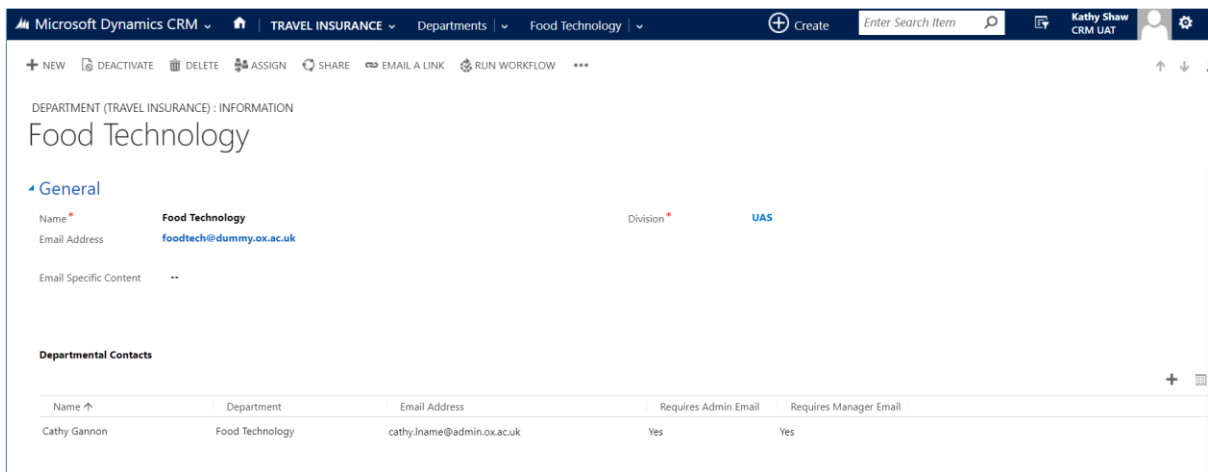 Microsoft Dynamics CRM TRAVEL INSURANCE Departments Food Technology Create Enter Search Item Kathy Shaw
CRM UAT
NEW DEACTIVATE DELETE ASSIGN SHARE EMAIL A LINK RUN WORKFLOW •••
DEPARTMENT (TRAVEL INSURANCE) : INFORMATION
Food Technology
General
Name* Food Technology Division* UAS
Email Address foodtech@dummy.ox.ac.uk
Email Specific Content --
Departmental Contacts
Name Department Email Address Requires Admin Email Requires Manager Email
Cathy Gannon Food Technology cathy.lname@admin.ox.ac.uk Yes Yes